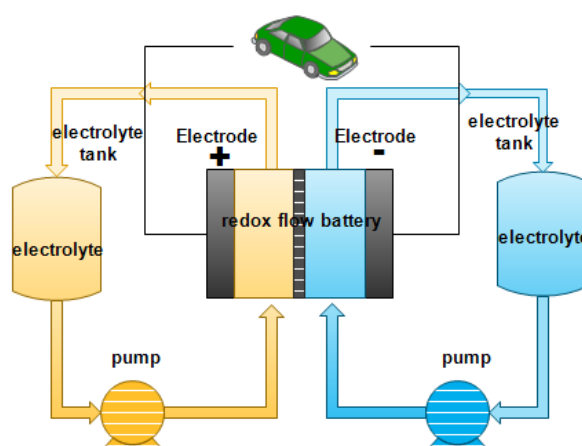 electrolyte
tank
Electrode
+
Electrode
-
electrolyte
tank
electrolyte
redox flow battery
electrolyte
pump
pump